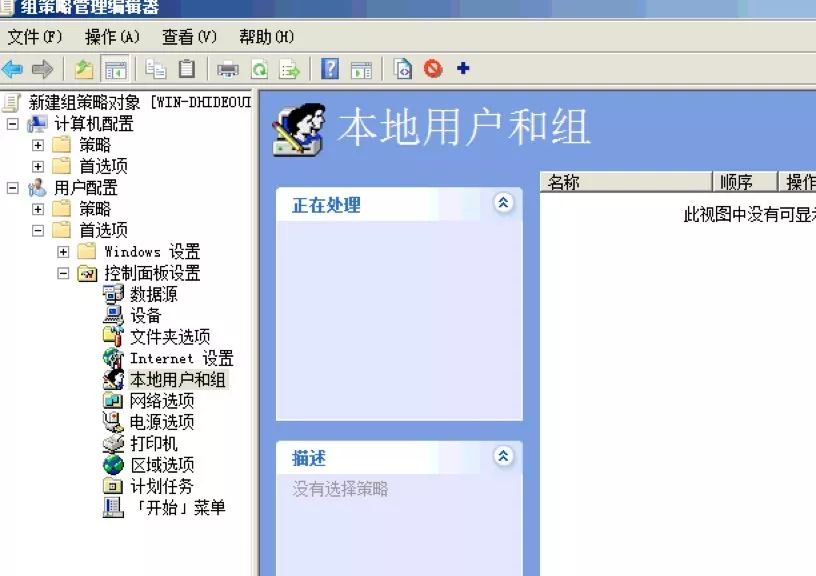 组策略管理编辑器
文件(F) 操作(A) 查看(V) 帮助(H)
新建组策略对象 [WIN-DHIDEOUI
计算机配置
策略
首选项
用户配置
策略
首选项
Windows 设置
控制面板设置
数据源
设备
文件夹选项
Internet 设置
本地用户和组
网络选项
电源选项
打印机
区域选项
计划任务
「开始」菜单
本地用户和组
正在处理
描述
没有选择策略
名称 顺序 操作
此视图中没有可显示